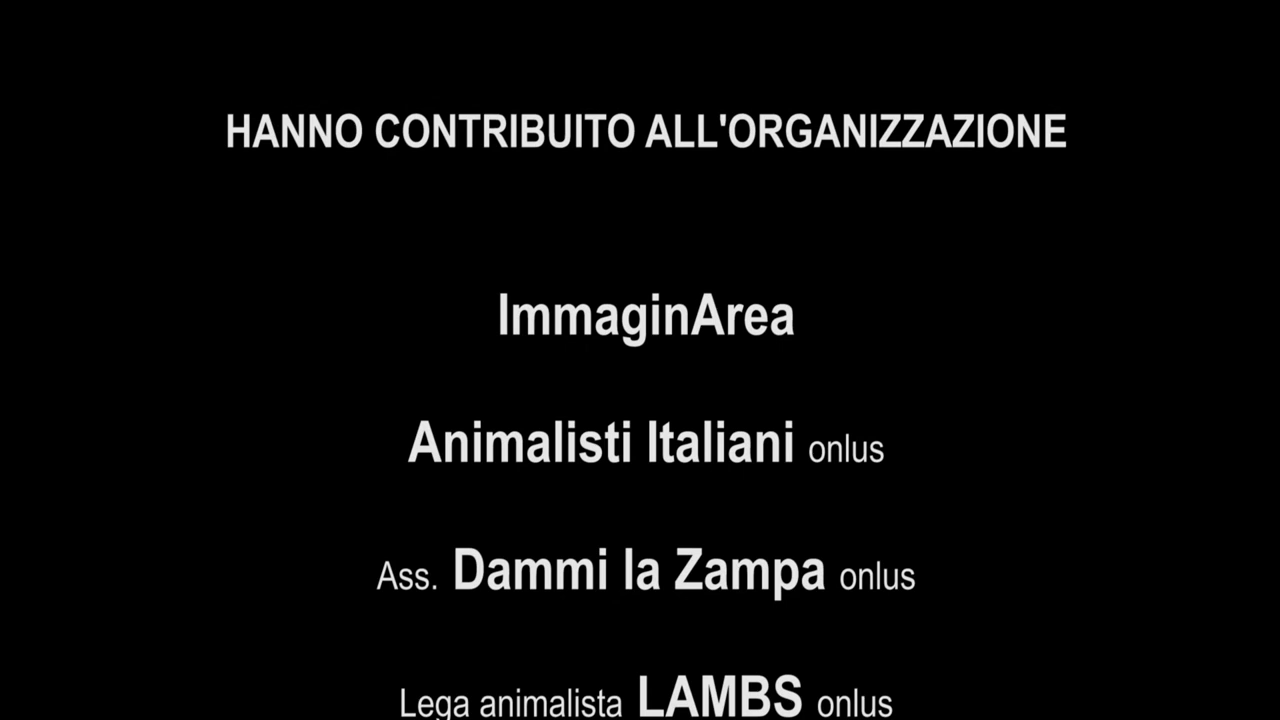 HANNO CONTRIBUITO ALL'ORGANIZZAZIONE
ImmaginArea
Animalisti Italiani onlus
Ass. Dammi la Zampa onlus
Lega animalista LAMBS onlus